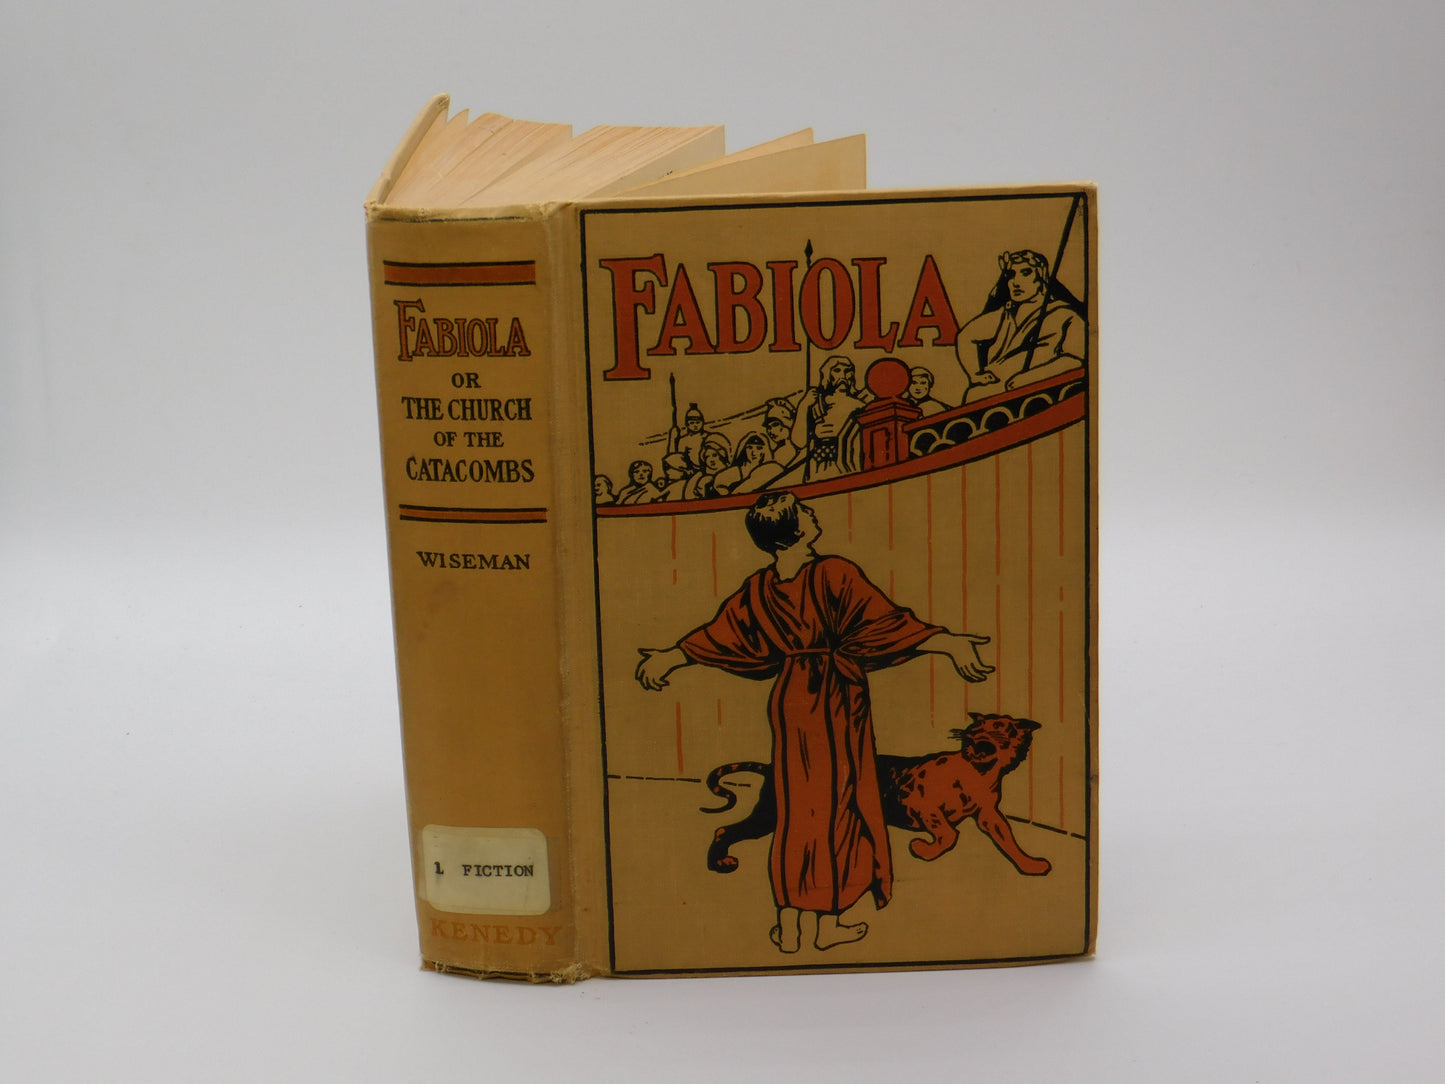 FABIOLA
OR
THE CHURCH
OF THE
CATACOMBS
WISEMAN
1 FICTION
KENEDY
FABIOLA